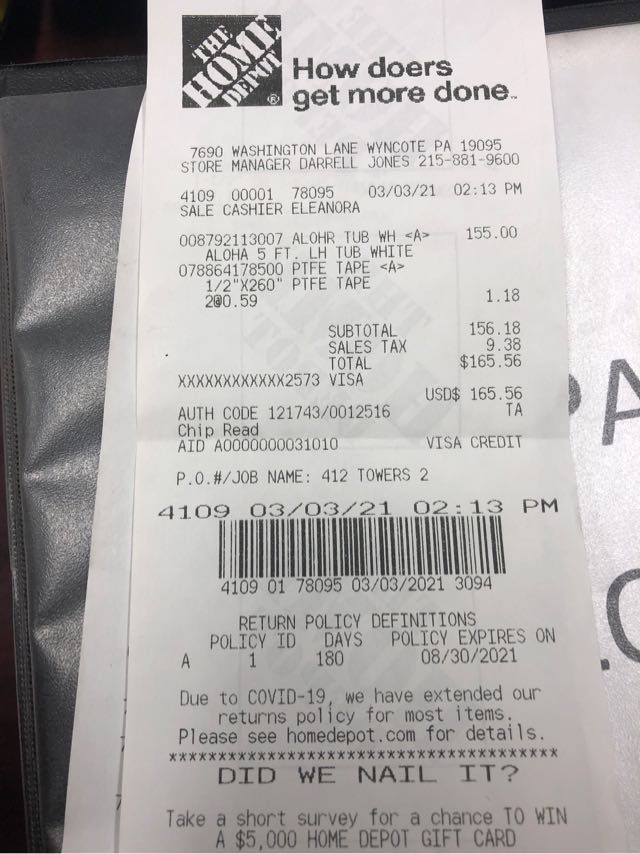 THE
HOME
DEPOT
®
How doers
get more done™
7690 WASHINGTON LANE WYNCOTE PA 19095
STORE MANAGER DARRELL JONES 215-881-9600
4109 00001 78095 03/03/21 02:13 PM
SALE CASHIER ELEANORA
008792113007 ALOHR TUB WH <A> 155.00
ALOHA 5 FT. LH TUB WHITE
078864178500 PTFE TAPE <A>
1/2"X260" PTFE TAPE
2@0.59 1.18
SUBTOTAL 156.18
SALES TAX 9.38
TOTAL $165.56
XXXXXXXXXXXX2573 VISA
USD$ 165.56
AUTH CODE 121743/0012516 TA
Chip Read
AID A0000000031010 VISA CREDIT
P.O.#/JOB NAME: 412 TOWERS 2
4109 03/03/21 02:13 PM
4109 01 78095 03/03/2021 3094
RETURN POLICY DEFINITIONS
POLICY ID DAYS POLICY EXPIRES ON
A 1 180 08/30/2021
Due to COVID-19, we have extended our
returns policy for most items.
Please see homedepot.com for details.
***************************************
DID WE NAIL IT?
Take a short survey for a chance TO WIN
A $5,000 HOME DEPOT GIFT CARD